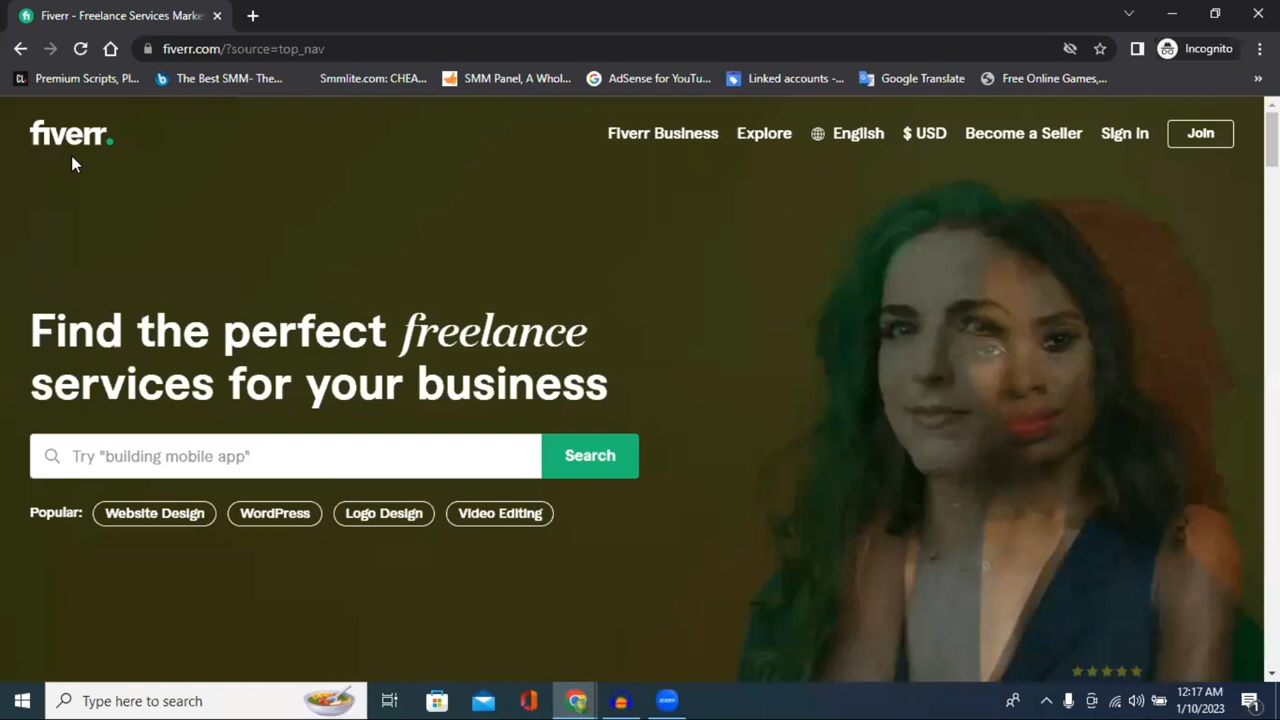 Fiverr - Freelance Services Marke
fiverr.com/?source=top_nav
Incognito
Premium Scripts, Pl...
The Best SMM- The...
Smmlite.com: CHEA...
SMM Panel, A Whol...
AdSense for YouTu...
Linked accounts -...
Google Translate
Free Online Games,...
»
fiverr.
Fiverr Business
Explore
English
$ USD
Become a Seller
Sign in
Join
Find the perfect freelance
services for your business
Try "building mobile app"
Search
Popular:
Website Design
WordPress
Logo Design
Video Editing
Type here to search
zoom
12:17 AM
1/10/2023
1